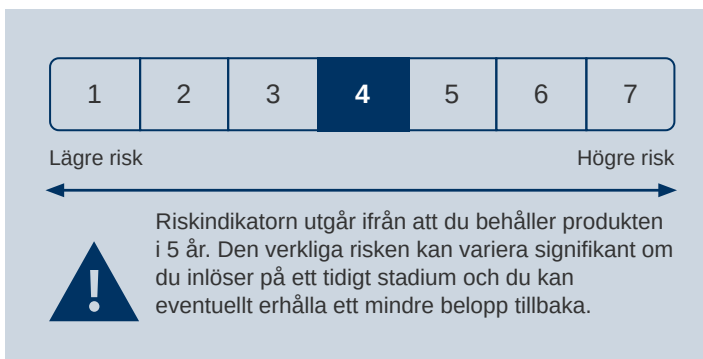 1 2 3 4 5 6 7
Lägre risk Högre risk
Riskindikatorn utgår ifrån att du behåller produkten
i 5 år. Den verkliga risken kan variera signifikant om
du inlöser på ett tidigt stadium och du kan
eventuellt erhålla ett mindre belopp tillbaka.